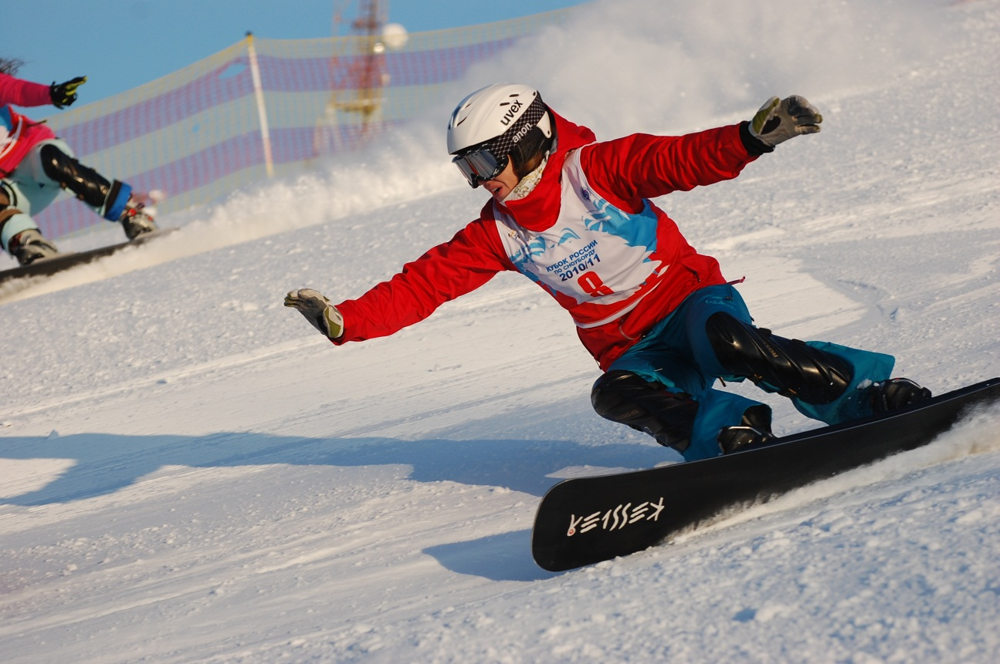 uvex
anon.
КУБОК РОССИИ
ПО СНОУБОРДУ
2010/11
8
KESSLER